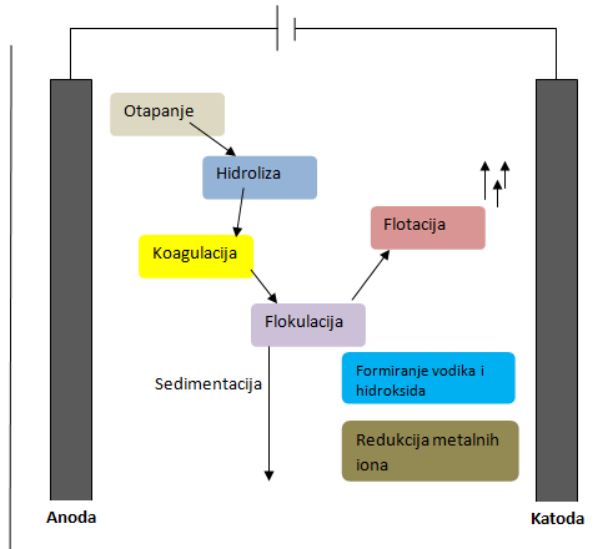 Otapanje
Hidroliza
Flotacija
Koagulacija
Flokulacija
Formiranje vodika i
hidroksida
Sedimentacija
Redukcija metalnih
iona
Anoda
Katoda